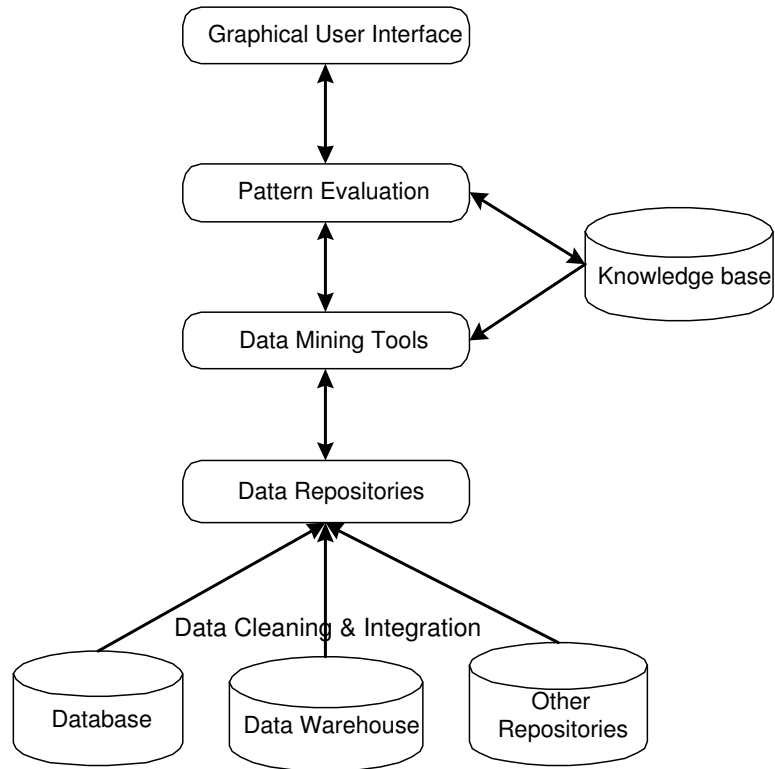 Graphical User Interface
Pattern Evaluation
Knowledge base
Data Mining Tools
Data Repositories
Data Cleaning & Integration
Database
Data Warehouse
Other
Repositories